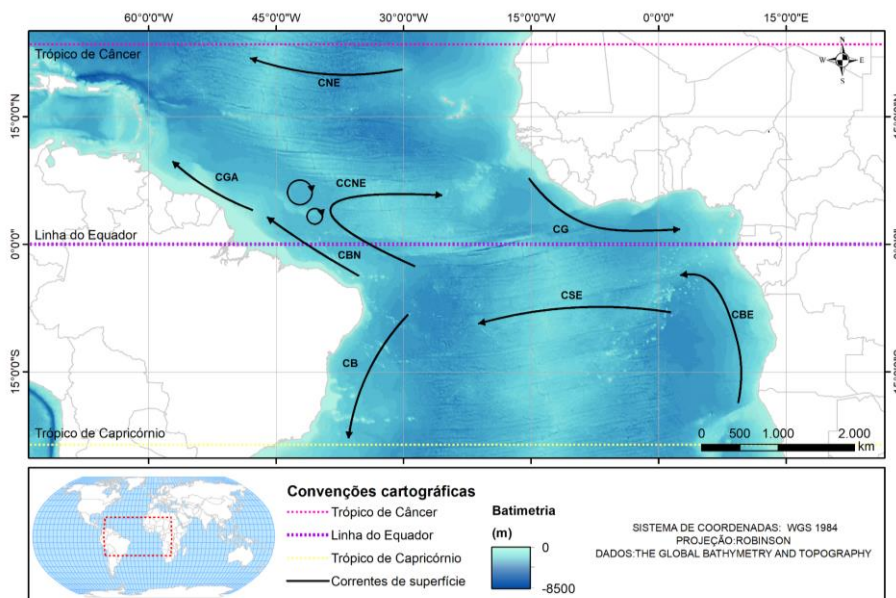 60°0'0"W 45°0'0"W 30°0'0"W 15°0'0"W 0°0'0" 15°0'0"E
Trópico de Câncer
N
W E
S
CNE
15°0'0"N
CGA
CCNE
CG
Linha do Equador
0°0'0" 0°0'0"
CBN
CSE
CBE
CB
15°0'0"S
Trópico de Capricórnio
0 500 1.000 2.000
km
Convenções cartográficas
Trópico de Câncer
Linha do Equador
Trópico de Capricórnio
Correntes de superfície
Batimetria
(m)
0
-8500
SISTEMA DE COORDENADAS: WGS 1984
PROJEÇÃO:ROBINSON
DADOS:THE GLOBAL BATHYMETRY AND TOPOGRAPHY